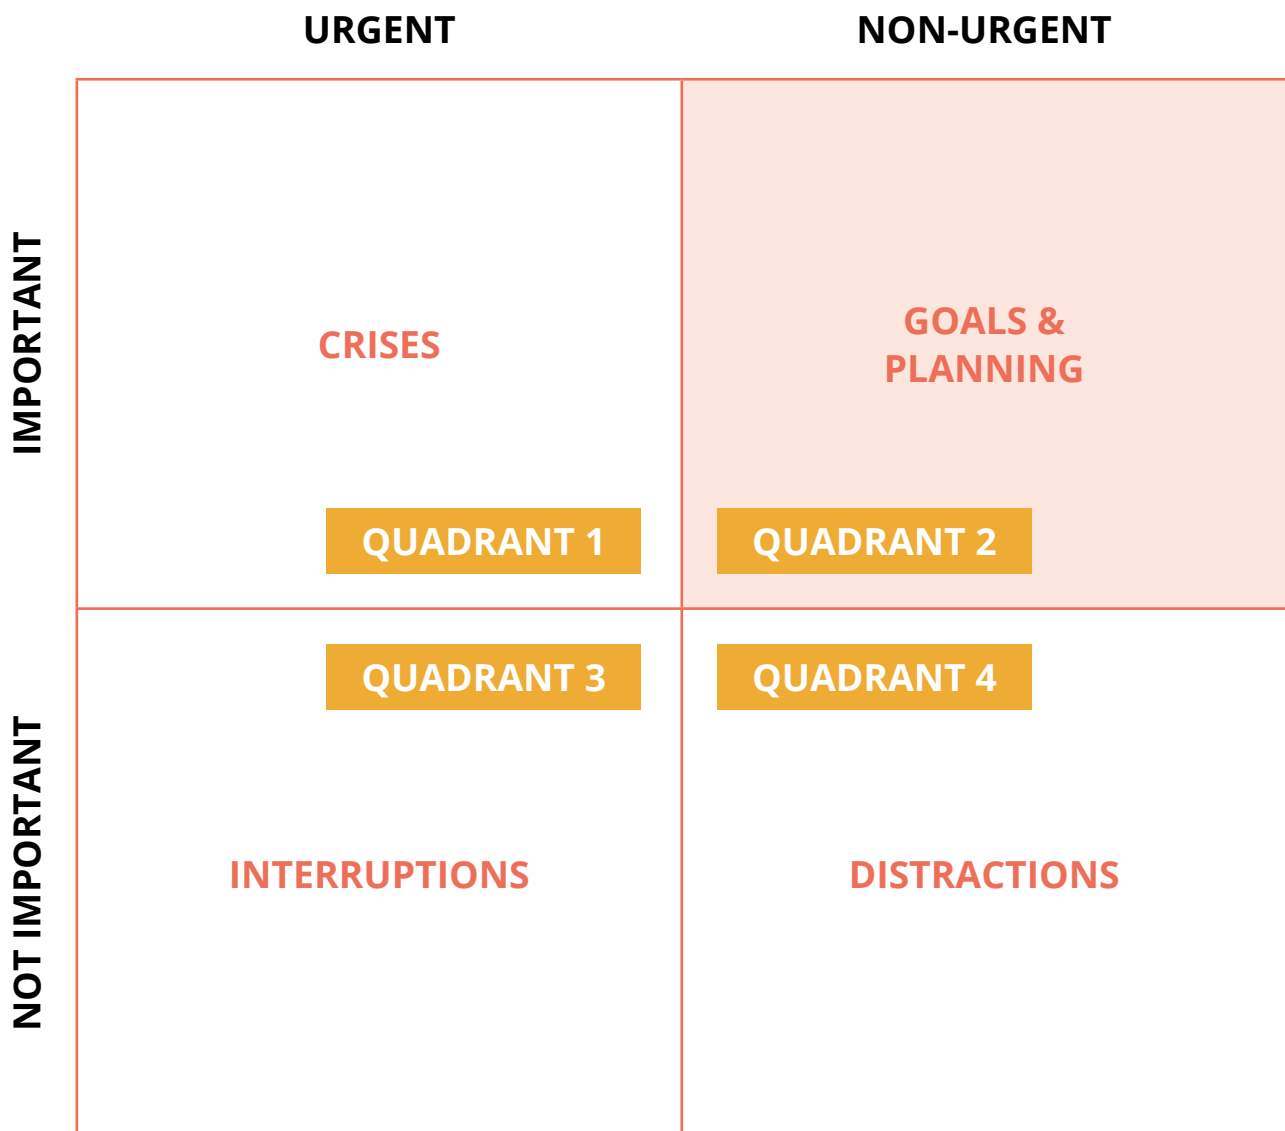 URGENT
NON-URGENT
IMPORTANT
CRISES
GOALS &
PLANNING
QUADRANT 1
QUADRANT 2
NOT IMPORTANT
QUADRANT 3
QUADRANT 4
INTERRUPTIONS
DISTRACTIONS